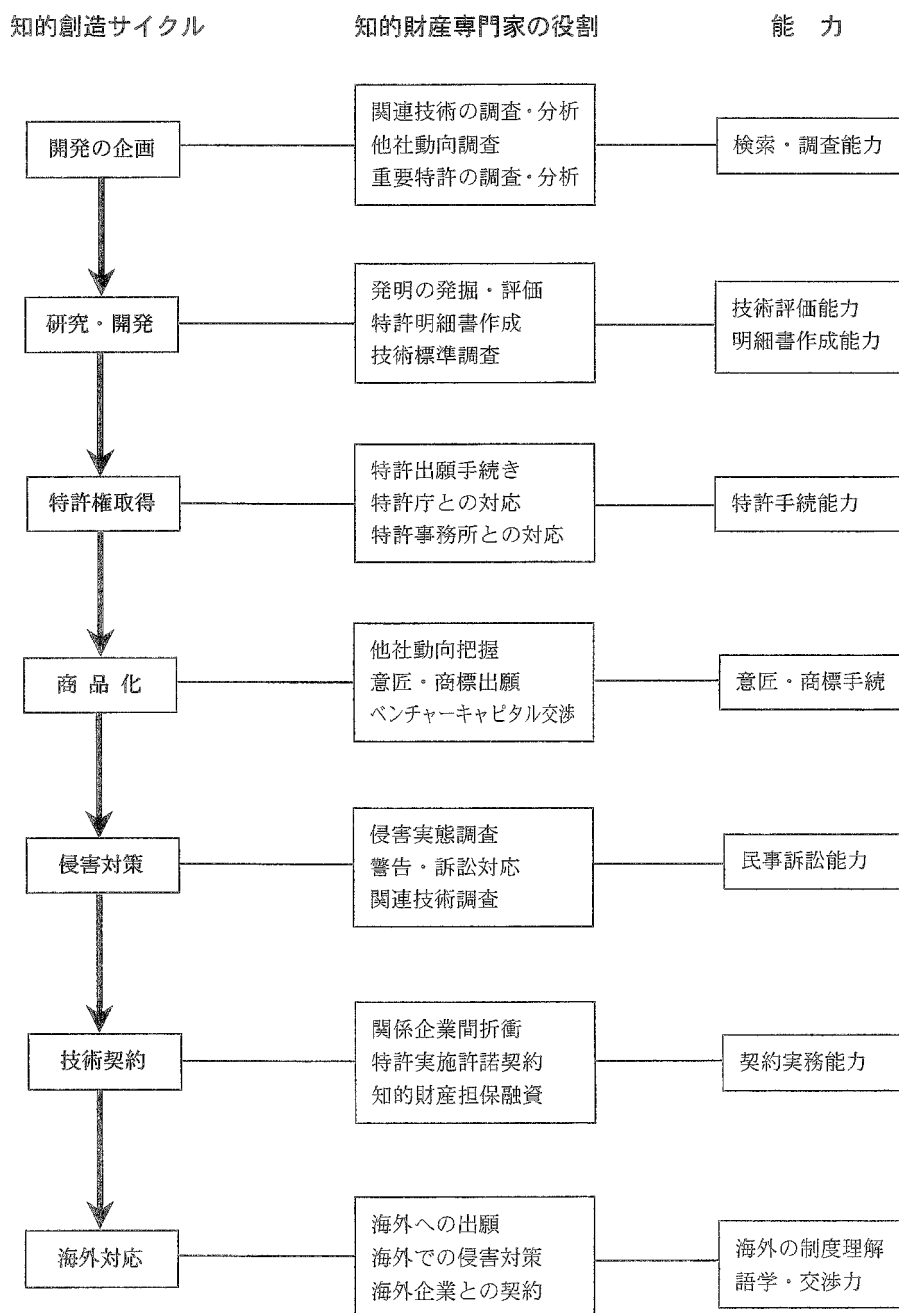 知的創造サイクル 知的財産専門家の役割 能 力
開発の企画
関連技術の調査・分析
他社動向調査
重要特許の調査・分析
検索・調査能力
研究・開発
発明の発掘・評価
特許明細書作成
技術標準調査
技術評価能力
明細書作成能力
特許権取得
特許出願手続き
特許庁との対応
特許事務所との対応
特許手続能力
商 品 化
他社動向把握
意匠・商標出願
ベンチャーキャピタル交渉
意匠・商標手続
侵害対策
侵害実態調査
警告・訴訟対応
関連技術調査
民事訴訟能力
技術契約
関係企業間折衝
特許実施許諾契約
知的財産担保融資
契約実務能力
海外対応
海外への出願
海外での侵害対策
海外企業との契約
海外の制度理解
語学・交渉力